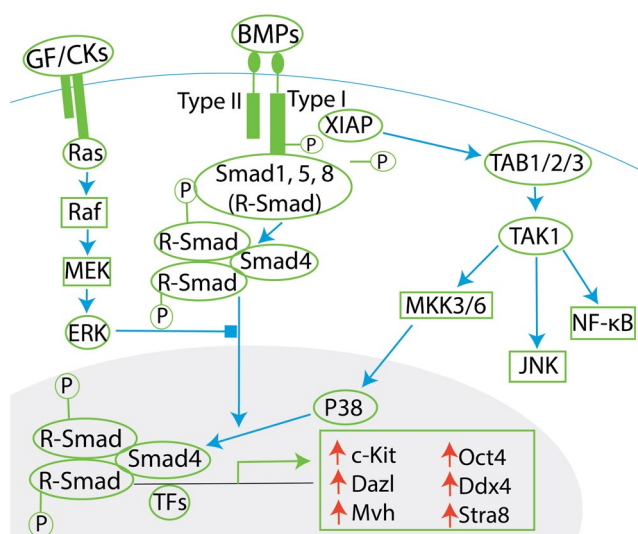 BMPs
GF/CKs
Type II
Type I
XIAP
P
P
Ras
TAB1/2/3
Smad1, 5, 8
(R-Smad)
P
Raf
R-Smad
Smad4
TAK1
MEK
R-Smad
MKK3/6
P
ERK
NF-κB
JNK
P
P38
R-Smad
Smad4
R-Smad
TFs
P
c-Kit
Oct4
Dazl
Ddx4
Mvh
Stra8